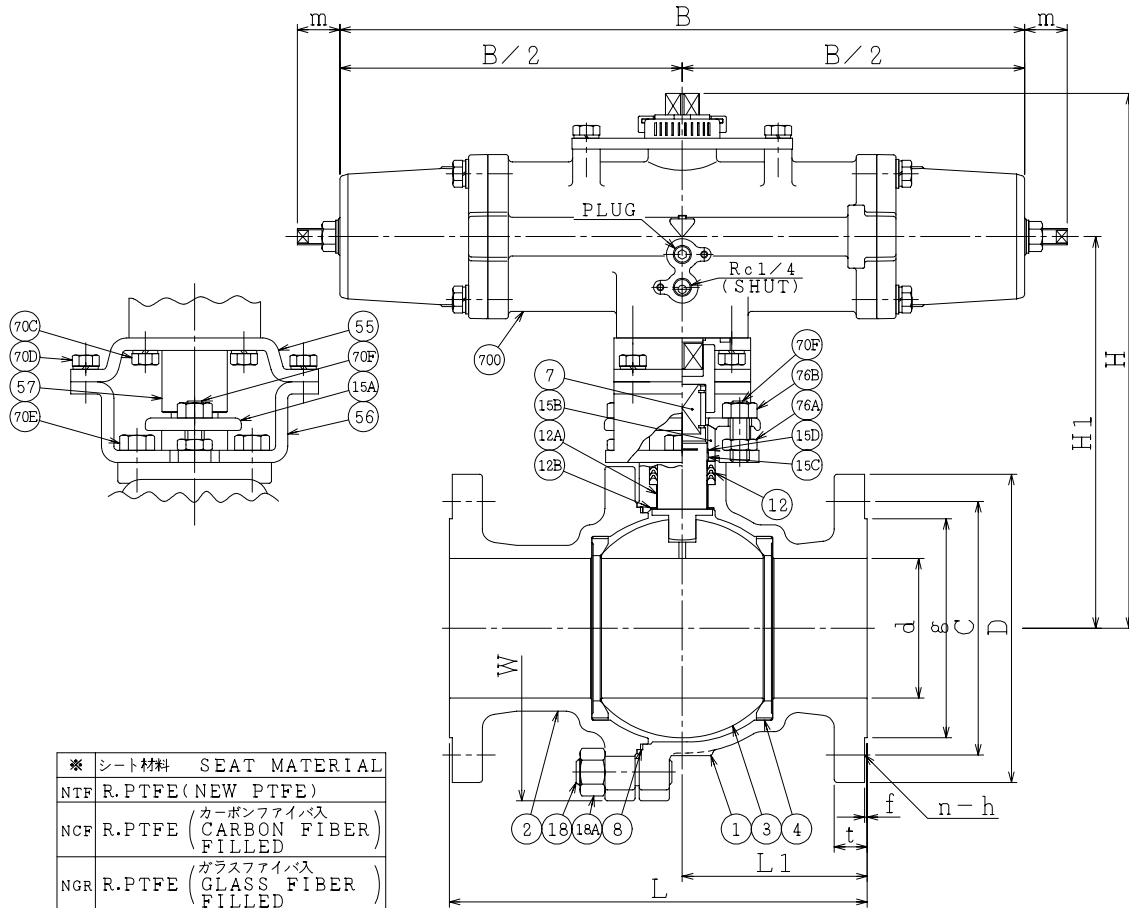 m
B
m
B/2
B/2
PLUG
Rc1/4
(SHUT)
H
H1
70C
55
70D
70F
57
15A
70E
56
700
7
15B
12A
12B
70F
76B
76A
15D
15C
12
W
d
g
C
D
2
18
18A
8
1
3
4
f
t
n-h
L1
L
※ シート材料 SEAT MATERIAL
NTF R.PTFE(NEW PTFE)
NCF R.PTFE (カーボンファイバ入
CARBON FIBER
FILLED)
NGR R.PTFE (ガラスファイバ入
GLASS FIBER
FILLED)